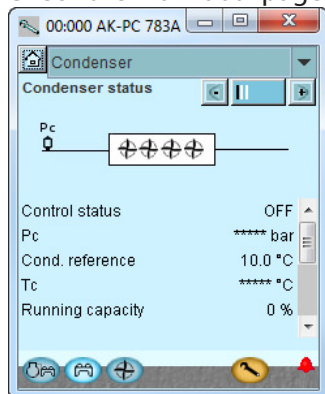 00:000 AK-PC 783A
Condenser
Condenser status
Pc
Control status OFF
Pc ***** bar
Cond. reference 10.0 °C
Tc ***** °C
Running capacity 0 %